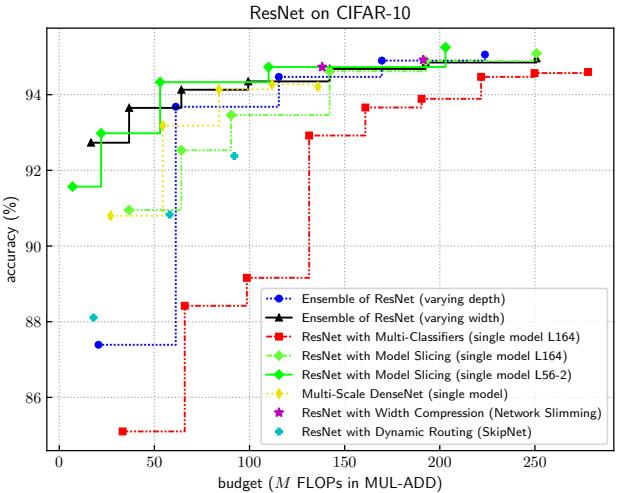 ResNet on CIFAR-10
accuracy (%)
94
92
90
88
86
Ensemble of ResNet (varying depth)
Ensemble of ResNet (varying width)
ResNet with Multi-Classifiers (single model L164)
ResNet with Model Slicing (single model L164)
ResNet with Model Slicing (single model L56-2)
Multi-Scale DenseNet (single model)
ResNet with Width Compression (Network Slimming)
ResNet with Dynamic Routing (SkipNet)
0 50 100 150 200 250
budget (M FLOPs in MUL-ADD)